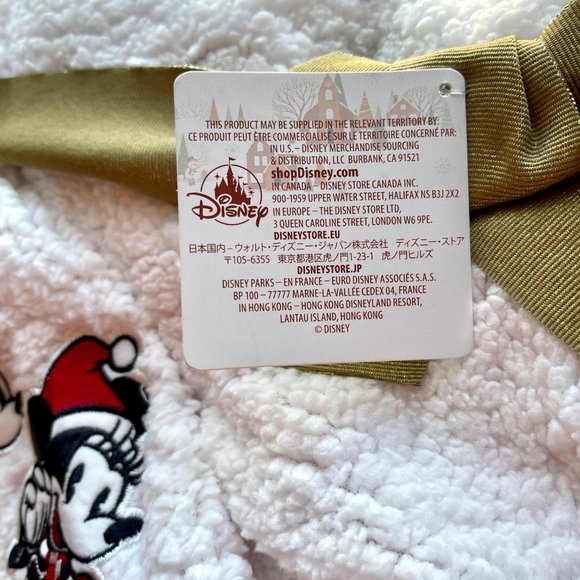 THIS PRODUCT MAY BE SUPPLIED IN THE RELEVANT TERRITORY BY:
CE PRODUIT PEUT ÊTRE COMMERCIALISÉ SUR LE TERRITOIRE CONCERNÉ PAR:
IN U.S. – DISNEY MERCHANDISE SOURCING
& DISTRIBUTION, LLC BURBANK, CA 91521
shopDisney.com
IN CANADA – DISNEY STORE CANADA INC.
900-1959 UPPER WATER STREET, HALIFAX NS B3J 2X2
IN EUROPE – THE DISNEY STORE LTD,
3 QUEEN CAROLINE STREET, LONDON W6 9PE.
DISNEYSTORE.EU
Disney
日本国内 – ウォルト・ディズニー・ジャパン株式会社 ディズニー・ストア
〒105-6355 東京都港区虎ノ門1-23-1 虎ノ門ヒルズ
DISNEYSTORE.JP
DISNEY PARKS – EN FRANCE – EURO DISNEY ASSOCIÉS S.A.S.
BP 100 – 77777 MARNE-LA-VALLÉE CEDEX 04, FRANCE
IN HONG KONG – HONG KONG DISNEYLAND RESORT,
LANTAU ISLAND, HONG KONG
© DISNEY